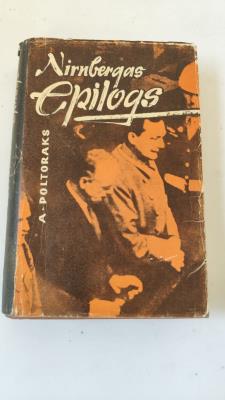 Nirnbergas
Epilogs
A. POLTORAKS